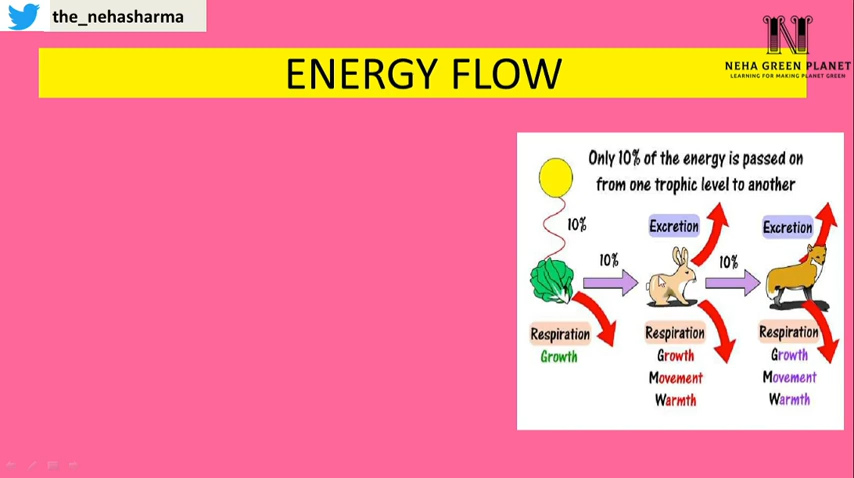 the_nehasharma
N
NEHA GREEN PLANET
LEARNING FOR MAKING PLANET GREEN
ENERGY FLOW
Only 10% of the energy is passed on
from one trophic level to another
10%
Excretion
Excretion
10%
10%
Respiration
Growth
Respiration
Growth
Movement
Warmth
Respiration
Growth
Movement
Warmth